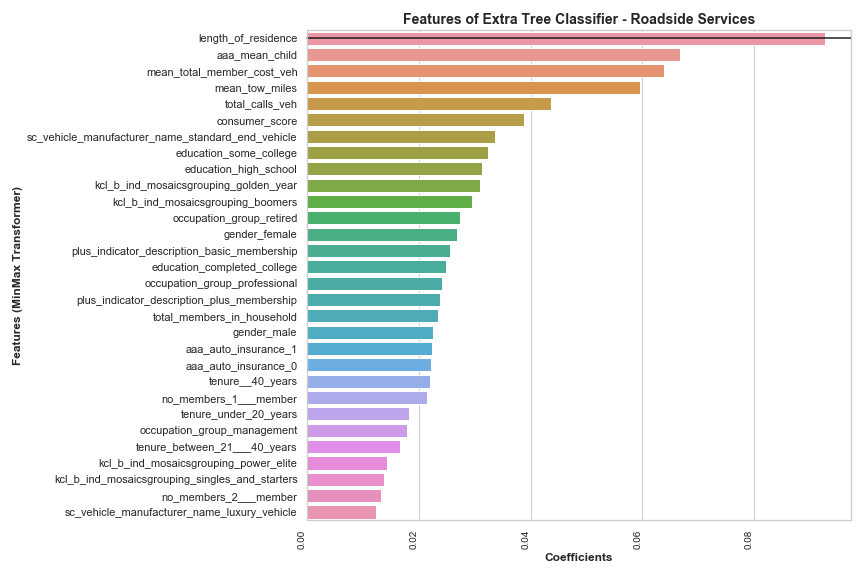 Features of Extra Tree Classifier - Roadside Services
Features (MinMax Transformer)
length_of_residence
aaa_mean_child
mean_total_member_cost_veh
mean_tow_miles
total_calls_veh
consumer_score
sc_vehicle_manufacturer_name_standard_end_vehicle
education_some_college
education_high_school
kcl_b_ind_mosaicsgrouping_golden_year
kcl_b_ind_mosaicsgrouping_boomers
occupation_group_retired
gender_female
plus_indicator_description_basic_membership
education_completed_college
occupation_group_professional
plus_indicator_description_plus_membership
total_members_in_household
gender_male
aaa_auto_insurance_1
aaa_auto_insurance_0
tenure__40_years
no_members_1___member
tenure_under_20_years
occupation_group_management
tenure_between_21___40_years
kcl_b_ind_mosaicsgrouping_power_elite
kcl_b_ind_mosaicsgrouping_singles_and_starters
no_members_2___member
sc_vehicle_manufacturer_name_luxury_vehicle
0.00
0.02
0.04
0.06
0.08
Coefficients